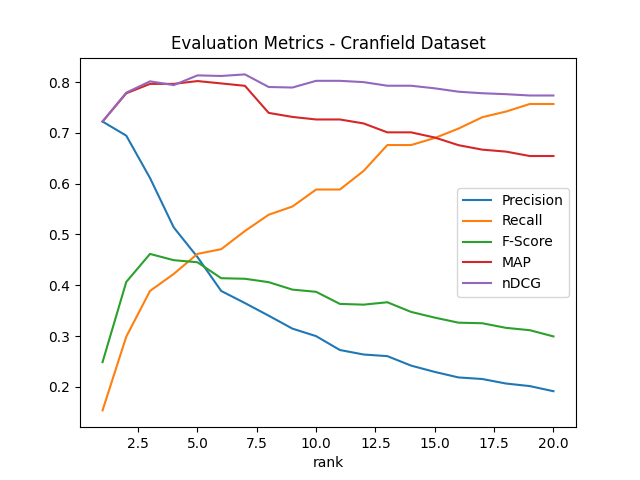 Evaluation Metrics - Cranfield Dataset
0.8
0.7
0.6
0.5
0.4
0.3
0.2
Precision
Recall
F-Score
MAP
nDCG
2.5 5.0 7.5 10.0 12.5 15.0 17.5 20.0
rank